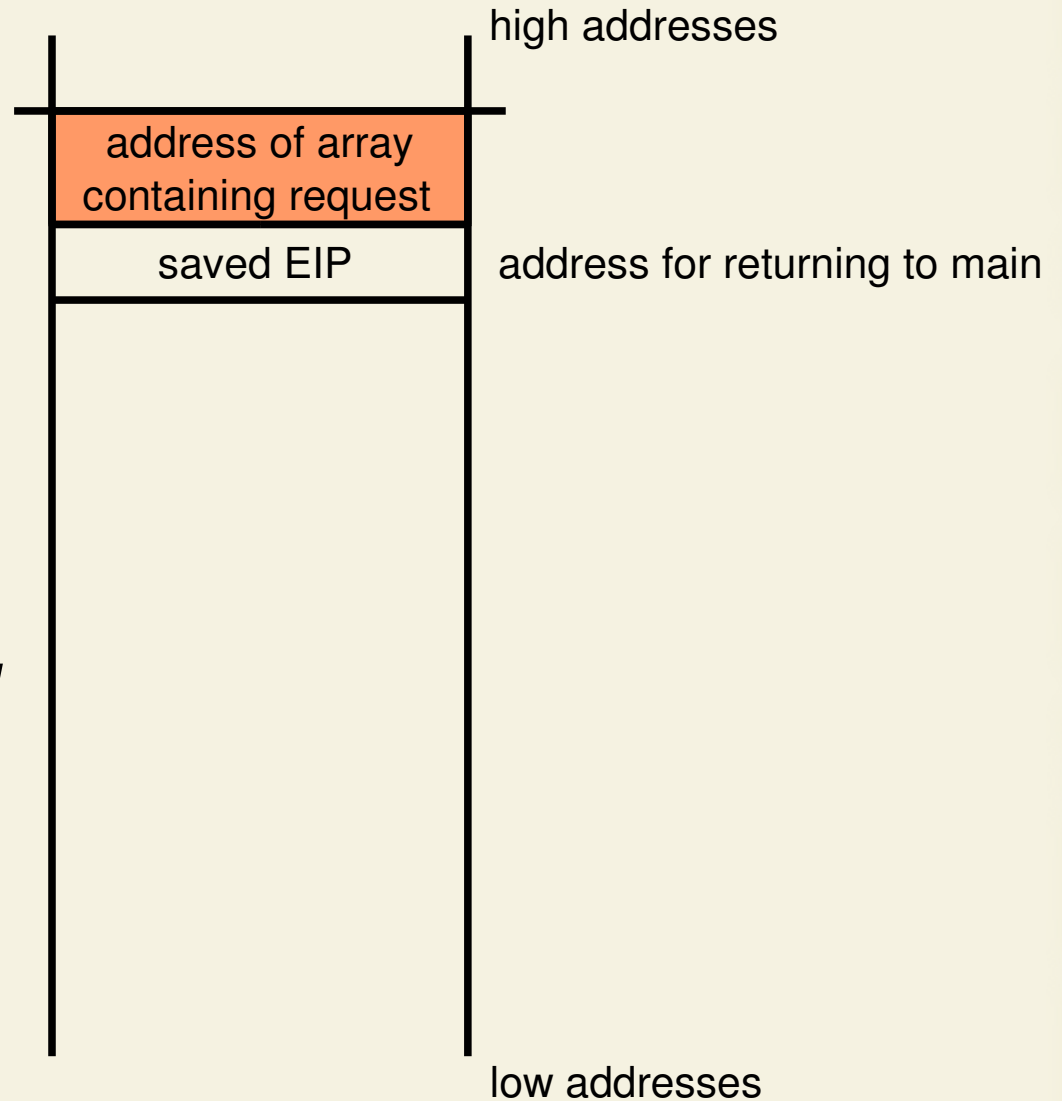 high addresses
address of array
containing request
saved EIP
address for returning to main
low addresses